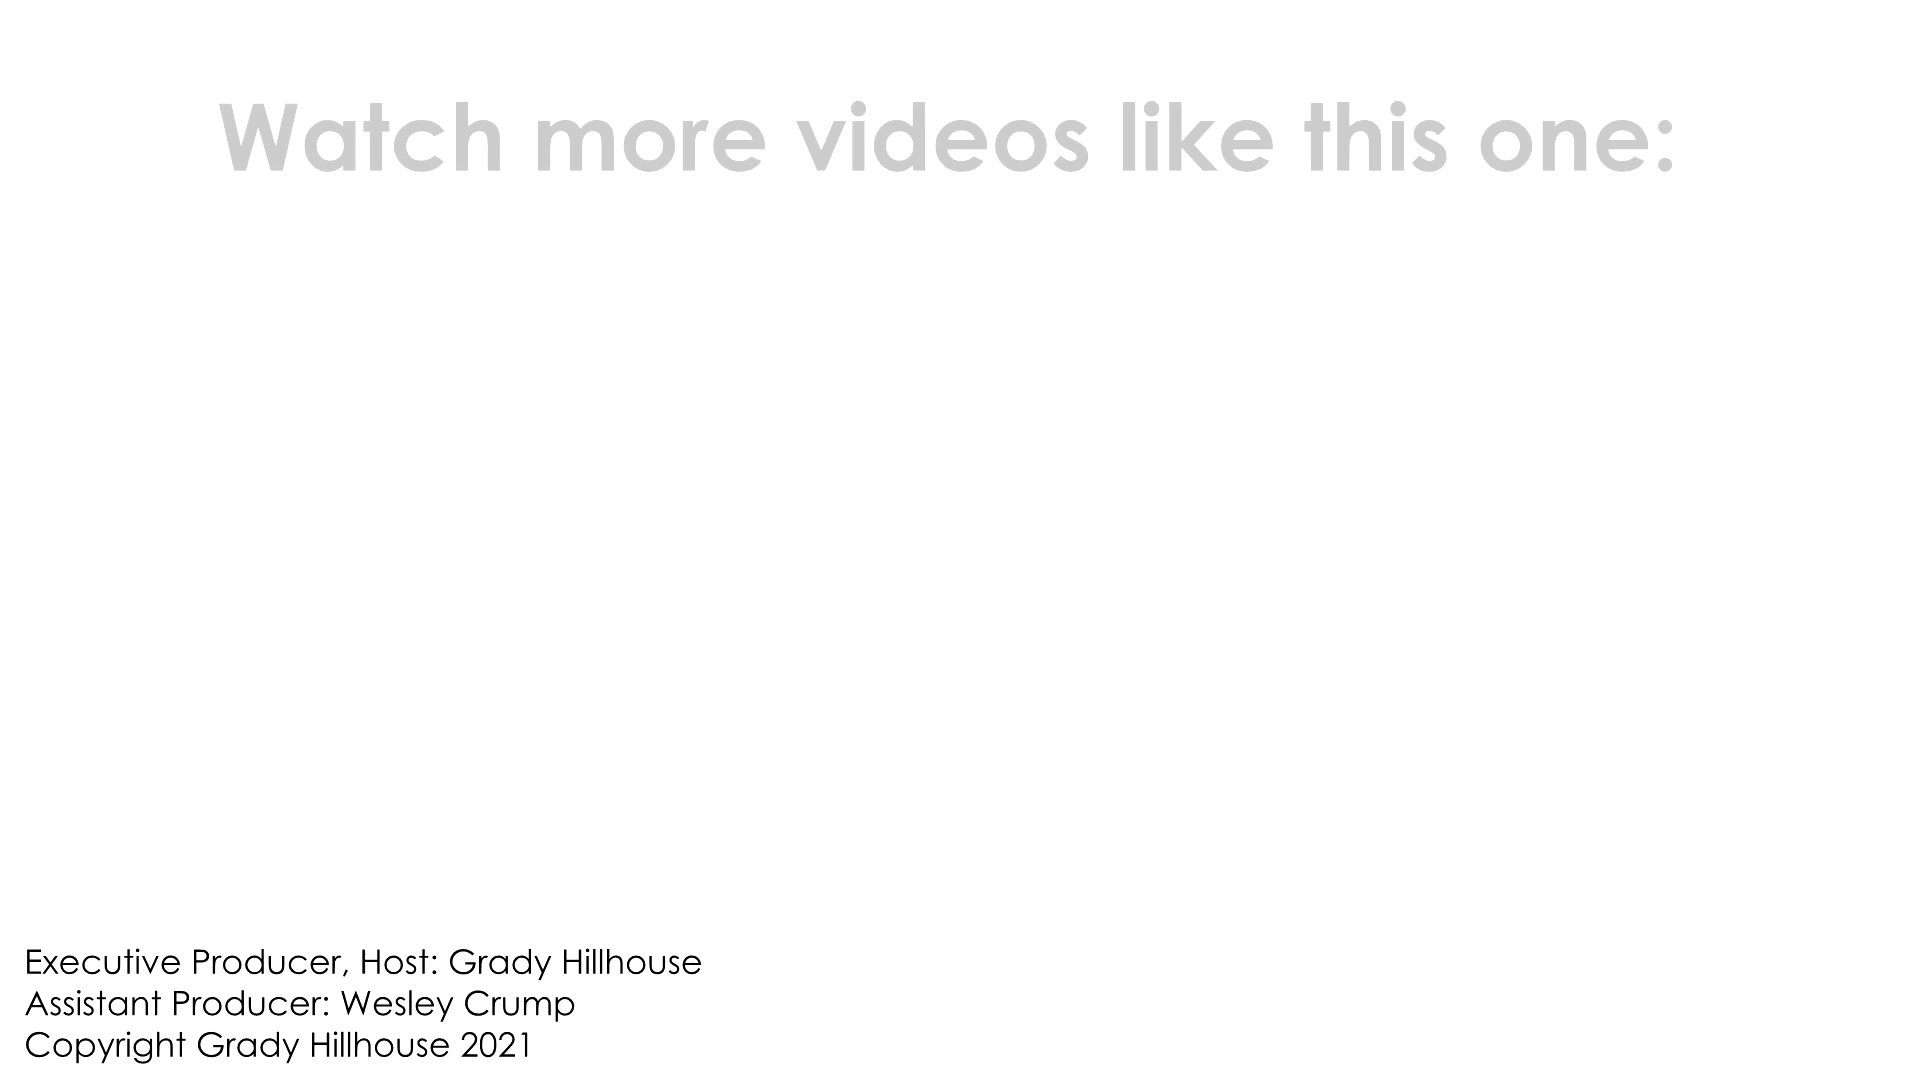 Watch more videos like this one:
Executive Producer, Host: Grady Hillhouse
Assistant Producer: Wesley Crump
Copyright Grady Hillhouse 2021